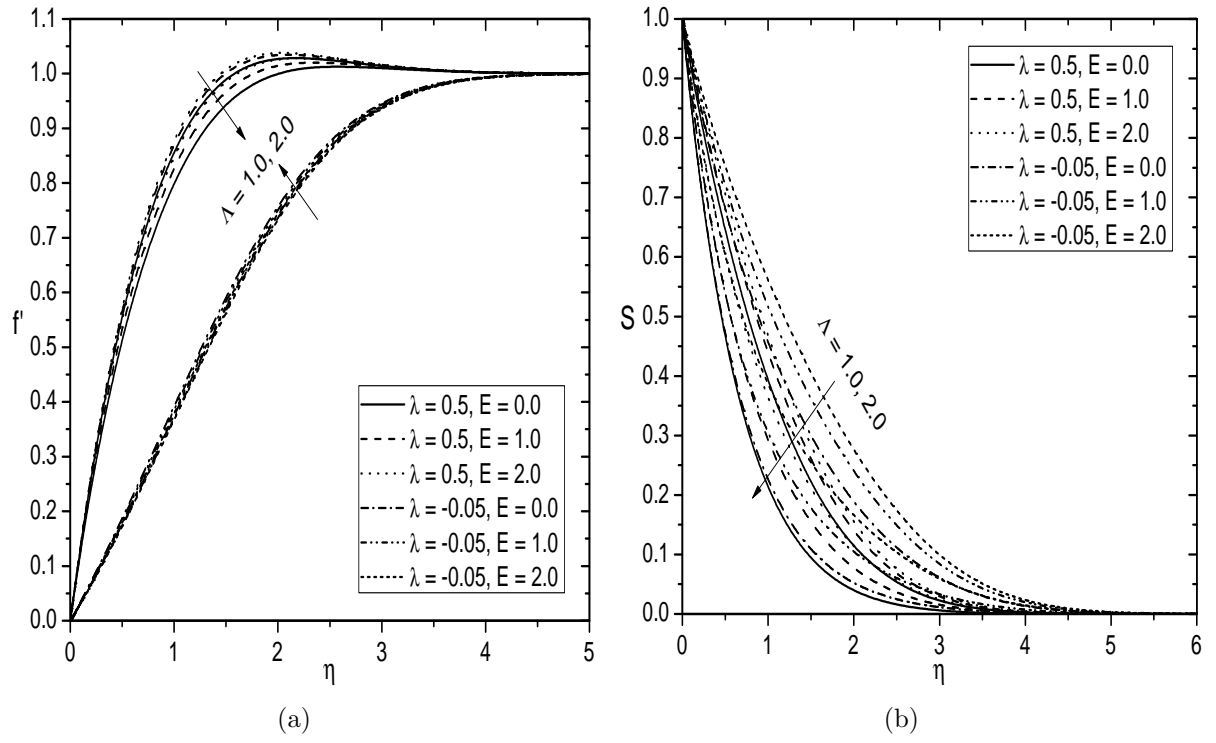 1.1
1.0
0.9
0.8
0.7
0.6
0.5
0.4
0.3
0.2
0.1
0.0
f'
Λ = 1.0, 2.0
λ = 0.5, E = 0.0
λ = 0.5, E = 1.0
λ = 0.5, E = 2.0
λ = -0.05, E = 0.0
λ = -0.05, E = 1.0
λ = -0.05, E = 2.0
0 1 2 3 4 5
η
(a)
1.0
0.9
0.8
0.7
0.6
0.5
0.4
0.3
0.2
0.1
0.0
S
λ = 0.5, E = 0.0
λ = 0.5, E = 1.0
λ = 0.5, E = 2.0
λ = -0.05, E = 0.0
λ = -0.05, E = 1.0
λ = -0.05, E = 2.0
Λ = 1.0, 2.0
0 1 2 3 4 5 6
η
(b)